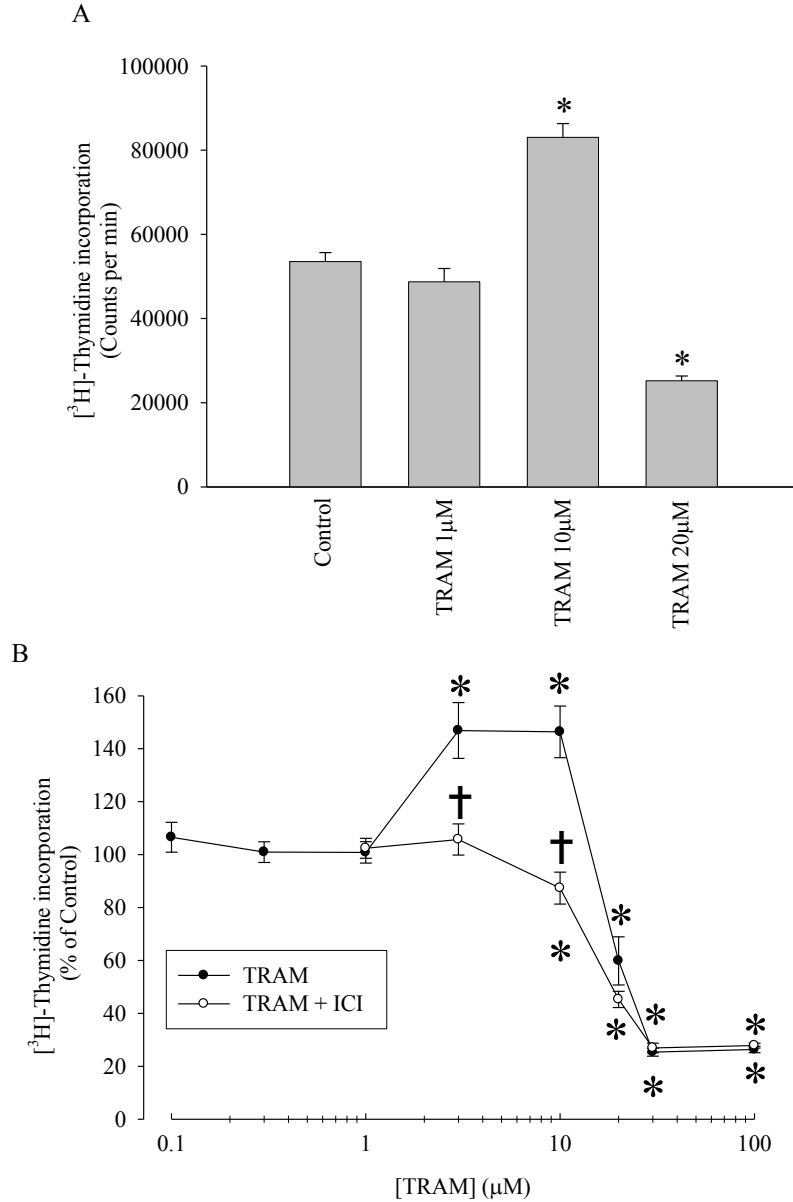 A
[³H]-Thymidine incorporation
(Counts per min)
100000
80000
60000
40000
20000
0
*
*
Control
TRAM 1μM
TRAM 10μM
TRAM 20μM
B
[³H]-Thymidine incorporation
(% of Control)
160
140
120
100
80
60
40
20
0
*
*
†
†
*
*
*
*
*
*
*
TRAM
TRAM + ICI
0.1
1
10
100
[TRAM] (μM)